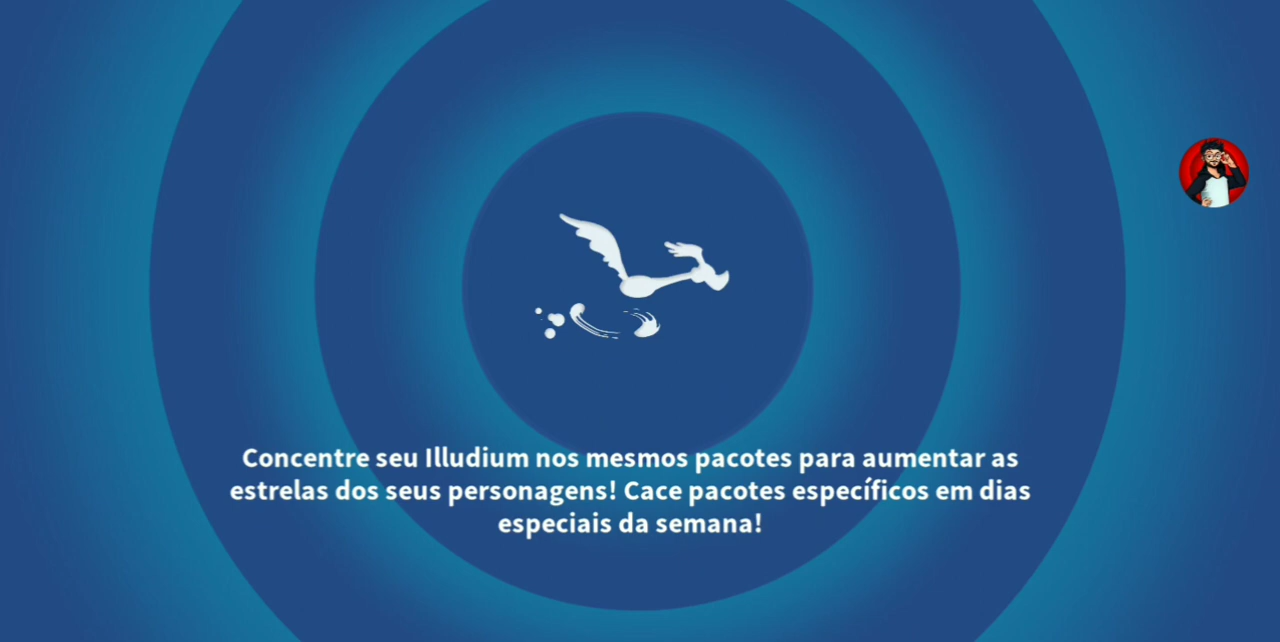 Concentre seu Illudium nos mesmos pacotes para aumentar as
estrelas dos seus personagens! Cace pacotes específicos em dias
especiais da semana!